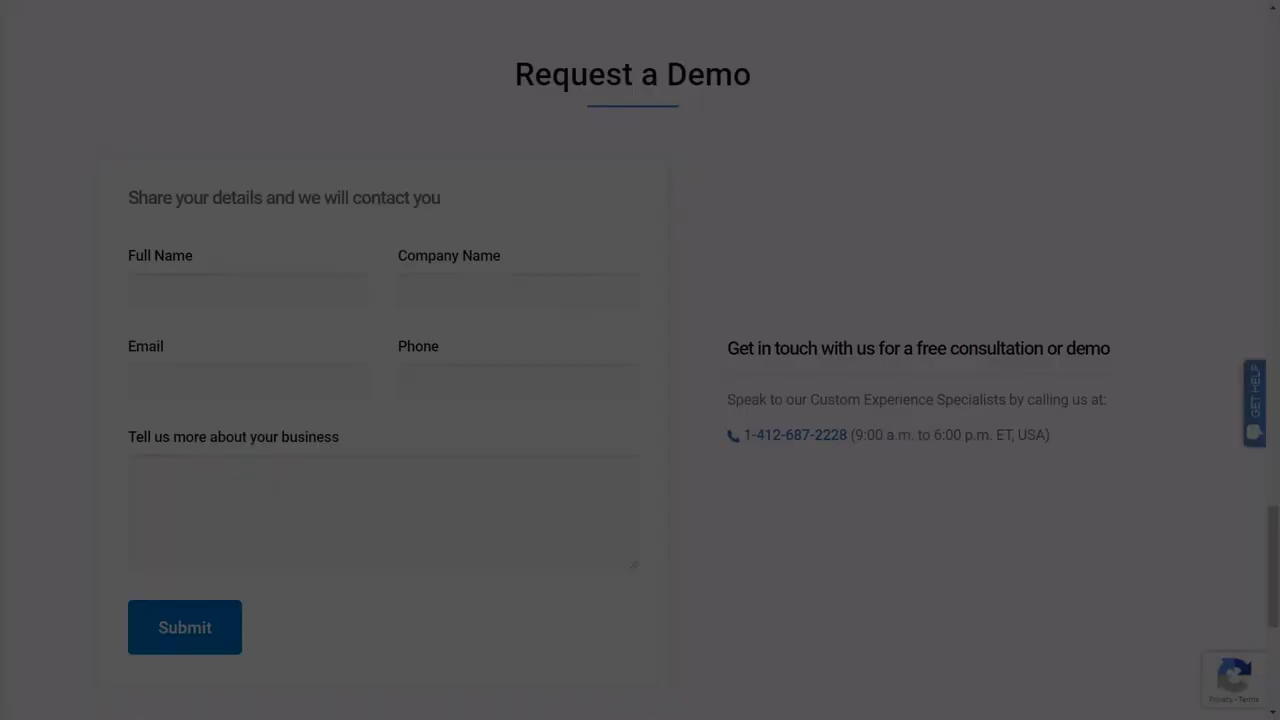 Request a Demo
Share your details and we will contact you
Full Name
Company Name
Email
Phone
Tell us more about your business
Submit
Get in touch with us for a free consultation or demo
Speak to our Custom Experience Specialists by calling us at:
1-412-687-2228 (9:00 a.m. to 6:00 p.m. ET, USA)
GET HELP
Privacy - Terms